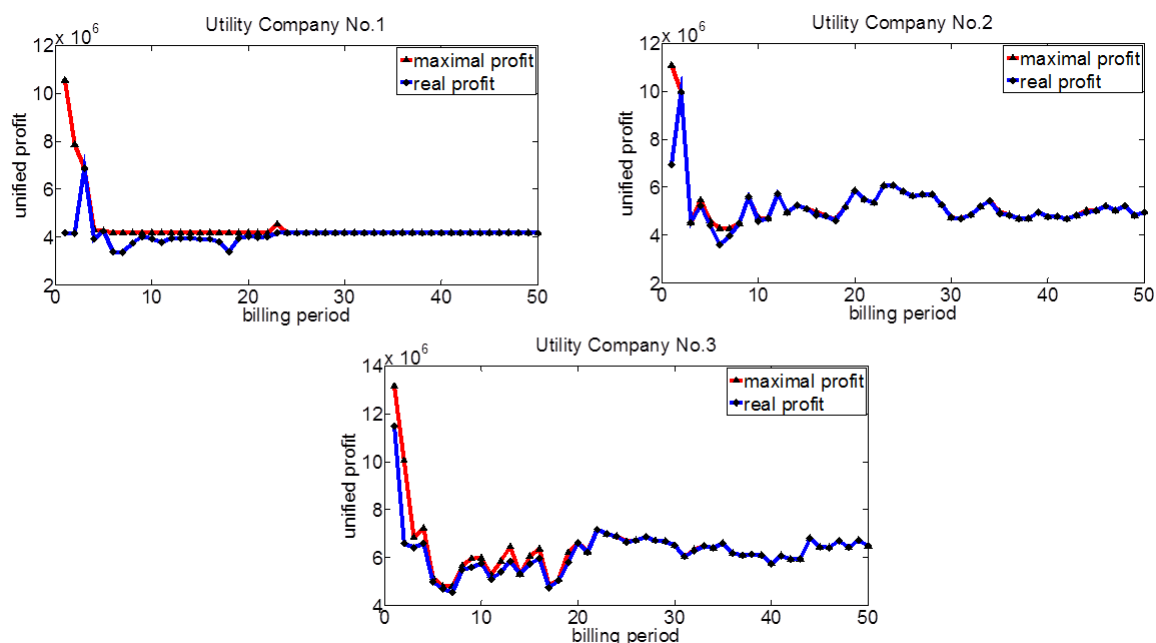 Utility Company No.1
12 x 10^6
maximal profit
real profit
10
8
6
4
2
unified profit
0 10 20 30 40 50
billing period
Utility Company No.2
12 x 10^6
maximal profit
real profit
10
8
6
4
2
unified profit
0 10 20 30 40 50
billing period
Utility Company No.3
14 x 10^6
maximal profit
real profit
12
10
8
6
4
unified profit
0 10 20 30 40 50
billing period